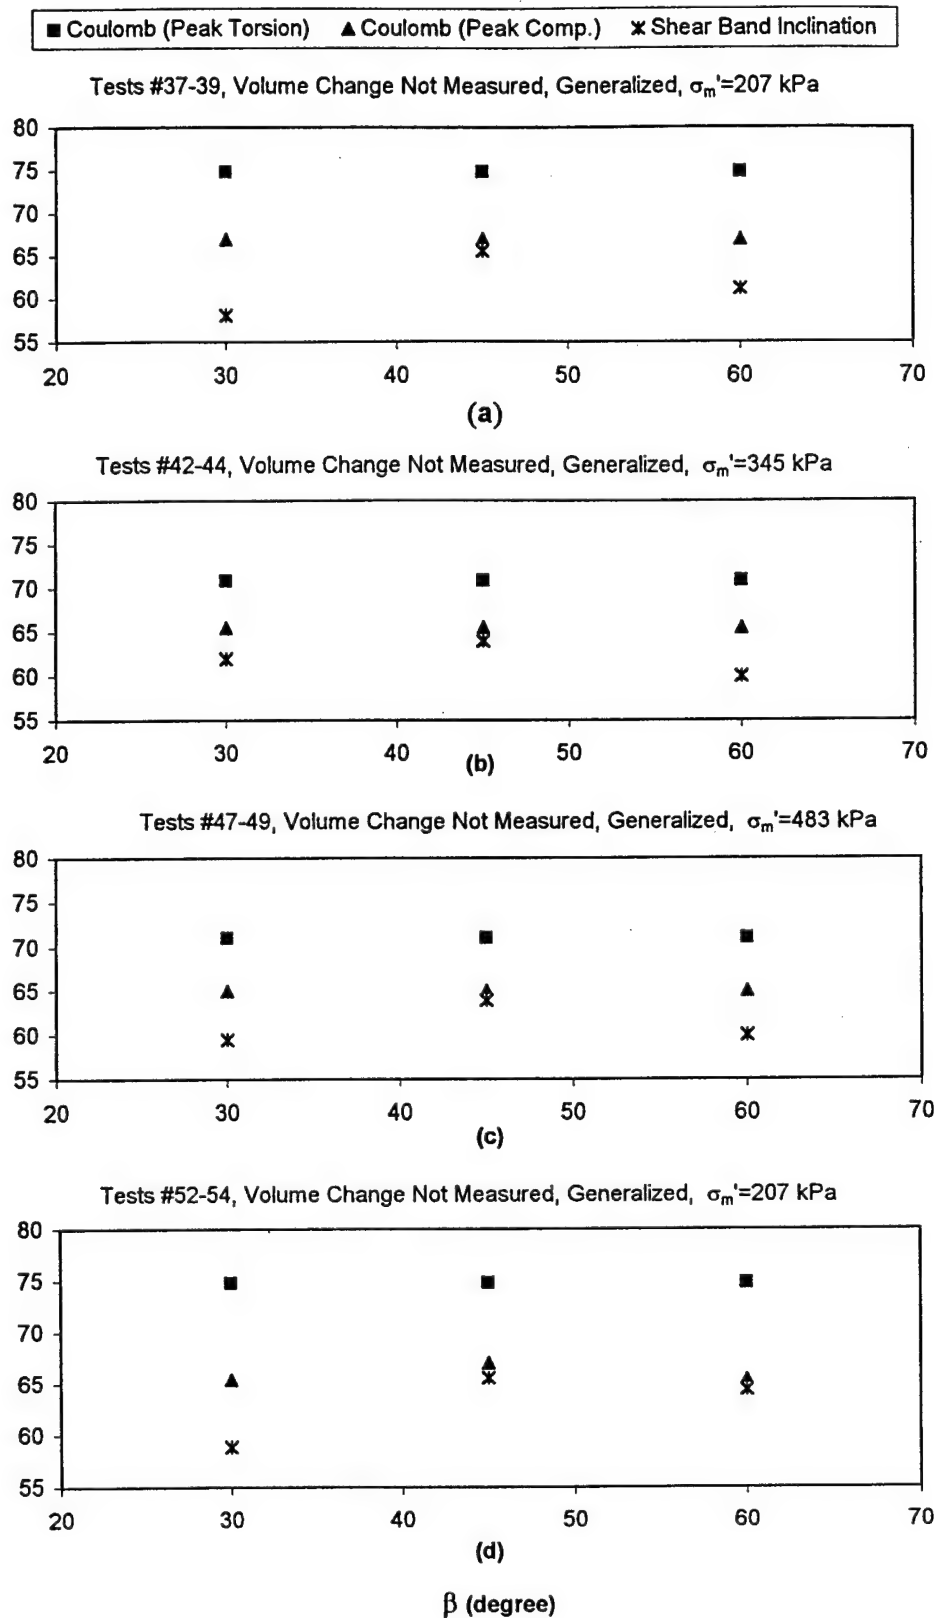 ■ Coulomb (Peak Torsion) ▲ Coulomb (Peak Comp.) ж Shear Band Inclination
Tests #37-39, Volume Change Not Measured, Generalized, σm'=207 kPa
80
75
70
65
60
55
20 30 40 50 60 70
(a)
Tests #42-44, Volume Change Not Measured, Generalized, σm'=345 kPa
80
75
70
65
60
55
20 30 40 50 60 70
(b)
Tests #47-49, Volume Change Not Measured, Generalized, σm'=483 kPa
80
75
70
65
60
55
20 30 40 50 60 70
(c)
Tests #52-54, Volume Change Not Measured, Generalized, σm'=207 kPa
80
75
70
65
60
55
20 30 40 50 60 70
(d)
β (degree)